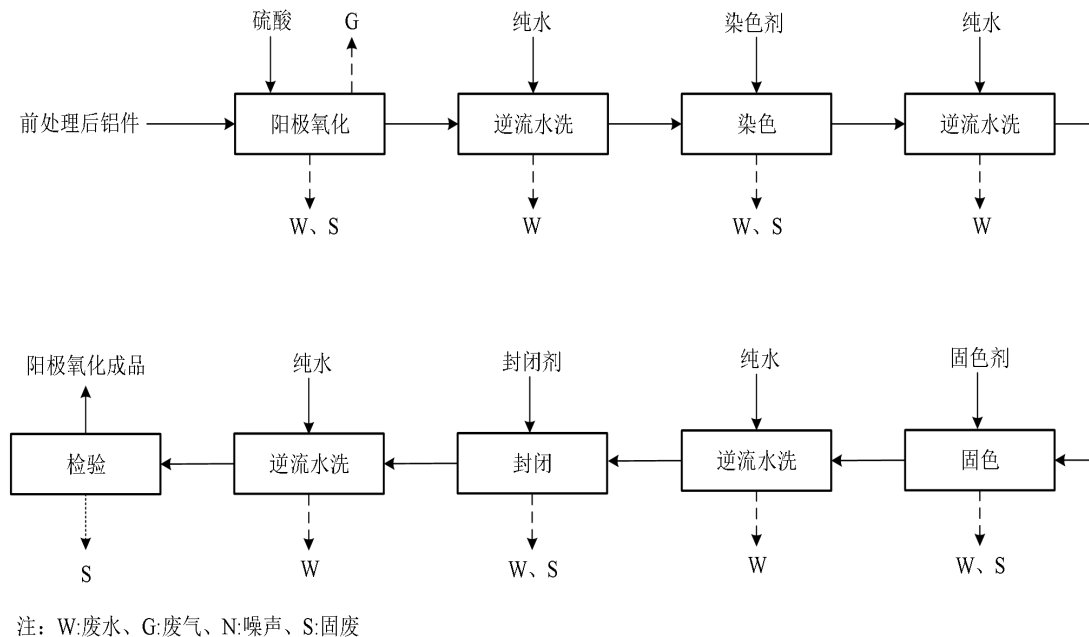 硫酸 G 纯水 染色剂 纯水
前处理后铝件 阳极氧化 逆流水洗 染色 逆流水洗
W、S W W、S W
阳极氧化成品 纯水 封闭剂 纯水 固色剂
检验 逆流水洗 封闭 逆流水洗 固色
S W W、S W W、S
注：W:废水、G:废气、N:噪声、S:固废